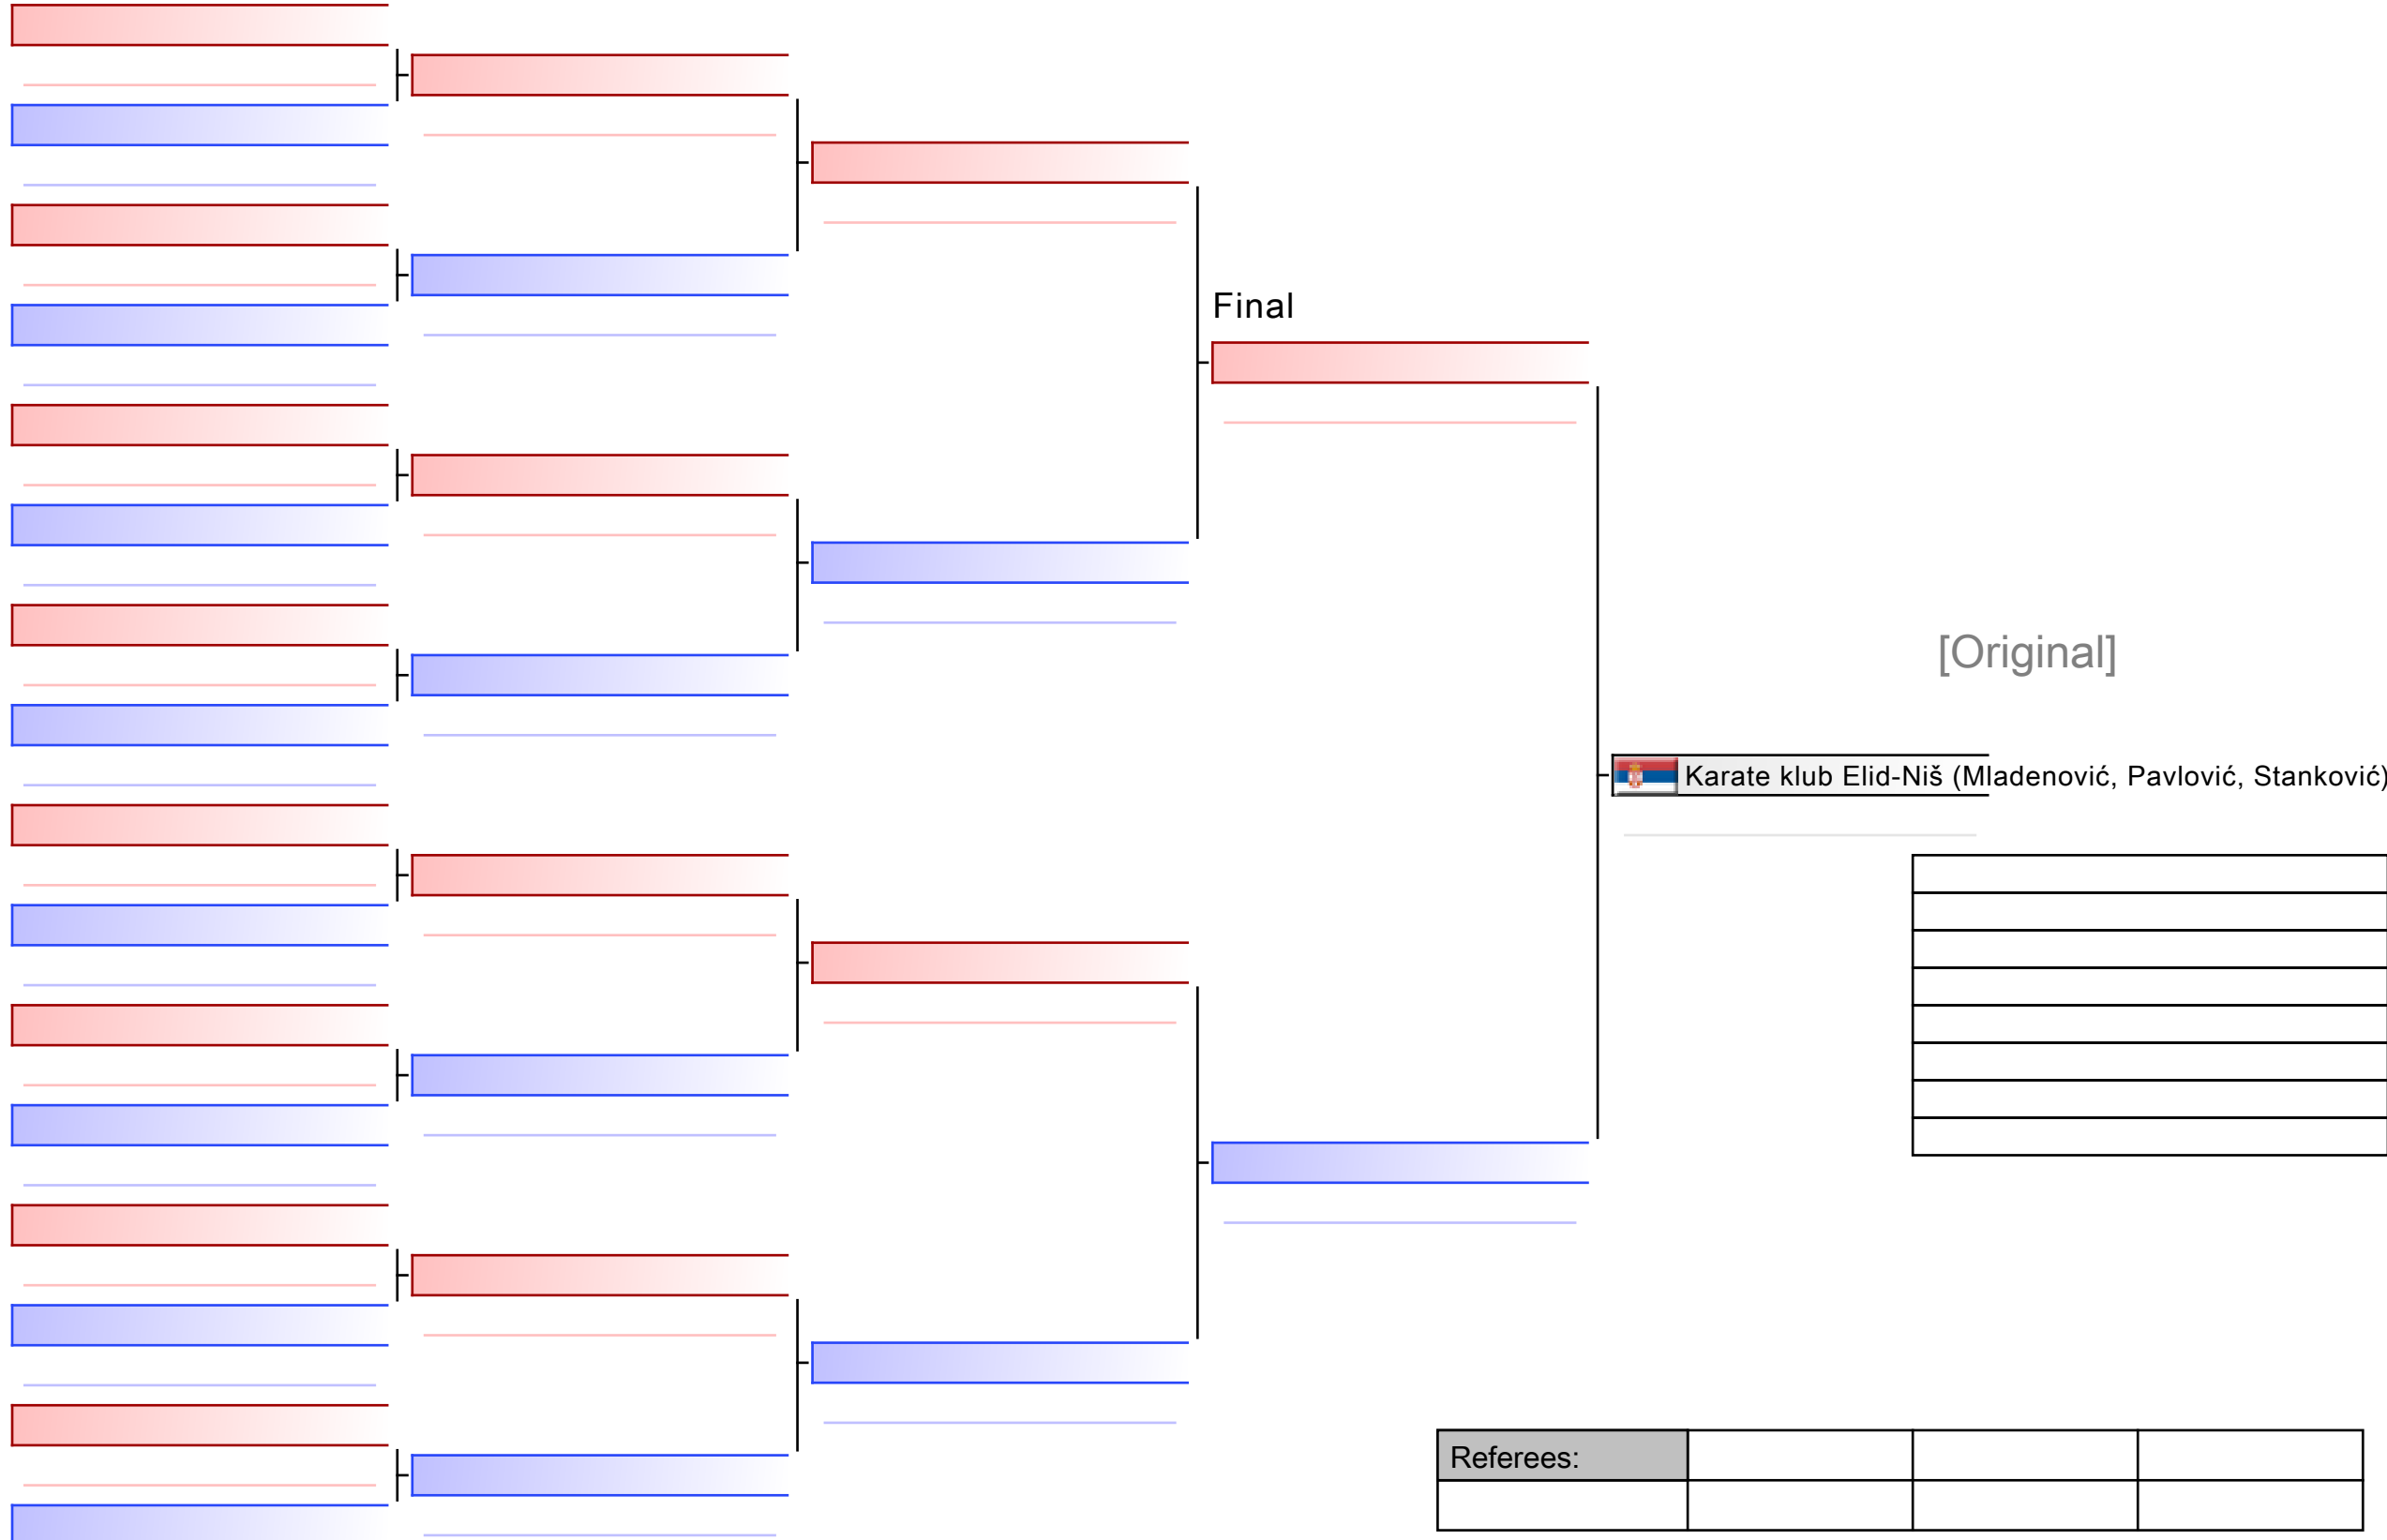 Final
[Original]
Karate klub Elid-Niš (Mladenović, Pavlović, Stanković)
Referees: